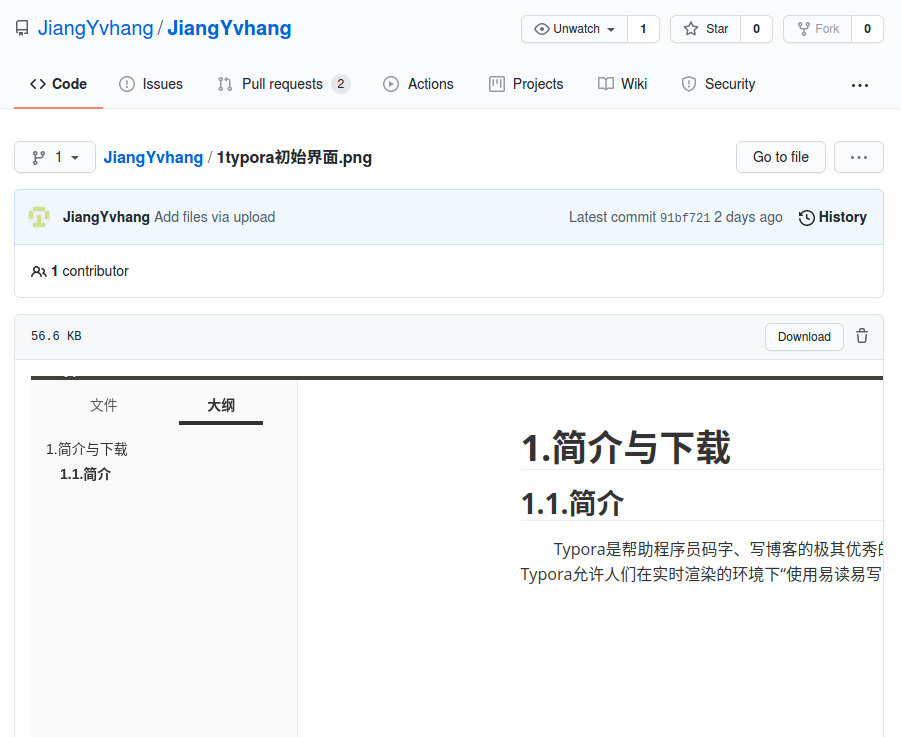 JiangYvhang / JiangYvhang
Unwatch 1 Star 0 Fork 0
Code Issues Pull requests 2 Actions Projects Wiki Security ...
1 JiangYvhang / 1typora初始界面.png Go to file ...
JiangYvhang Add files via upload Latest commit 91bf721 2 days ago History
1 contributor
56.6 KB Download
文件 大纲
1.简介与下载
1.1.简介
1.简介与下载
1.1.简介
Typora是帮助程序员码字、写博客的极其优秀的
Typora允许人们在实时渲染的环境下“使用易读易写